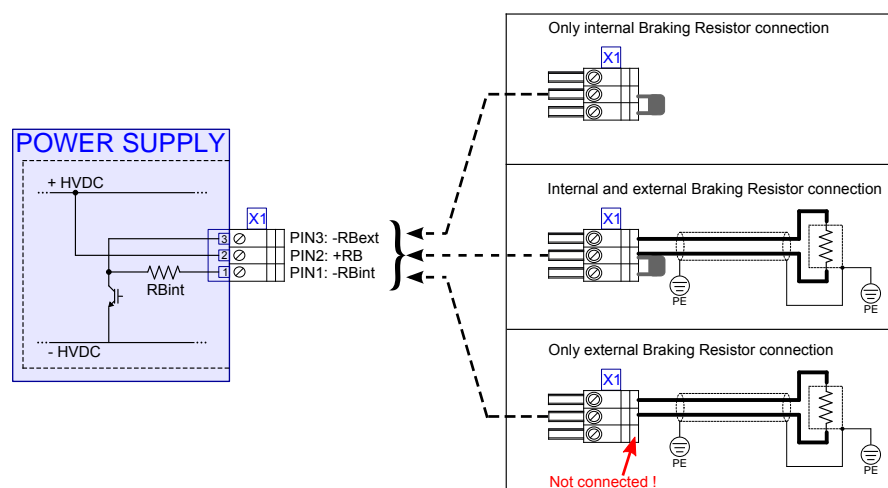 POWER SUPPLY
+ HVDC
X1
3
PIN3: -RBext
2
PIN2: +RB
1
PIN1: -RBint
RBint
- HVDC
Only internal Braking Resistor connection
X1
Internal and external Braking Resistor connection
X1
PE
PE
Only external Braking Resistor connection
X1
PE
PE
Not connected !